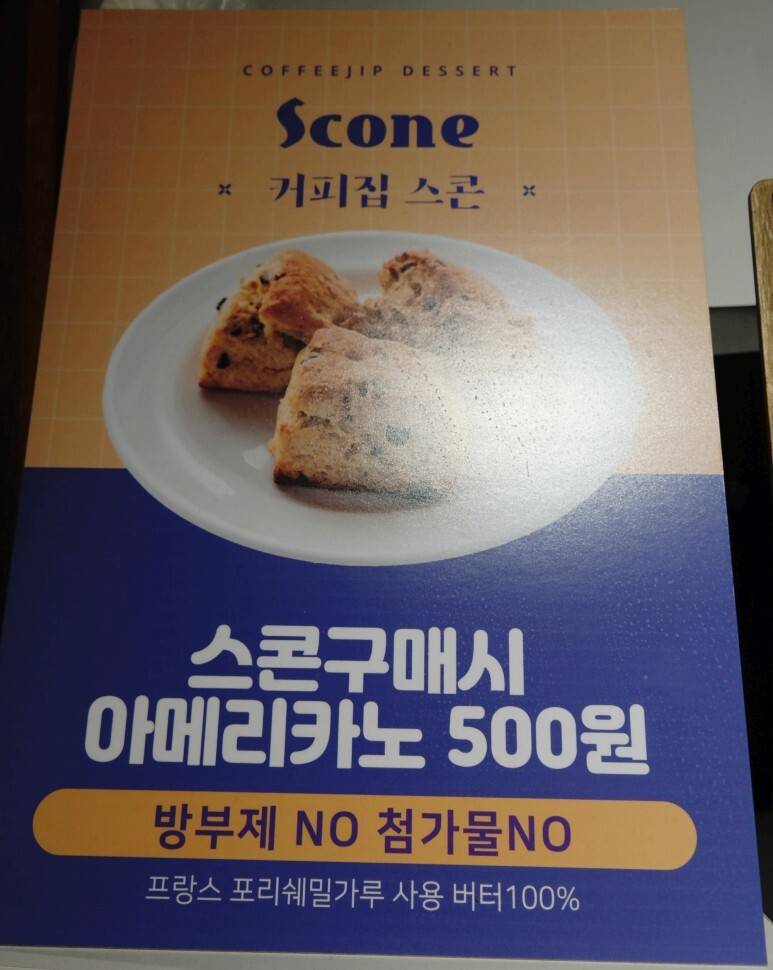 COFFEEJIP DESSERT
Scone
커피집 스콘
스콘구매시
아메리카노 500원
방부제 NO 첨가물NO
프랑스 포리쉐밀가루 사용 버터100%